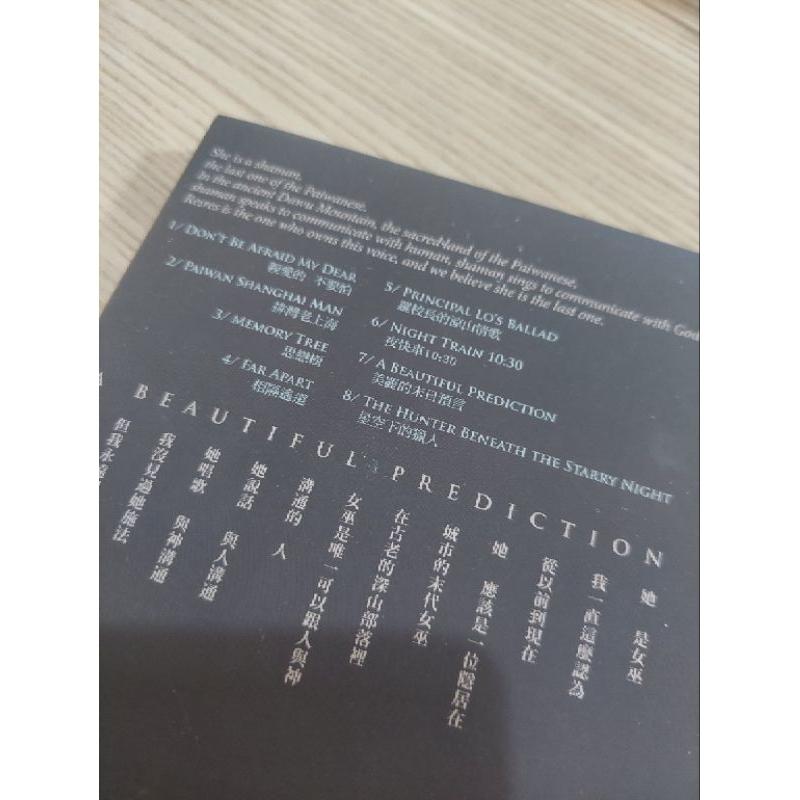 She is a shaman,
the last one of the Paiwanese.
In the ancient Dawu Mountain, the sacred land of the Paiwanese,
shaman speaks to communicate with human, shaman sings to communicate with God
Resres is the one who owns this voice, and we believe she is the last one.
1/ DON'T BE AFRAID MY DEAR
親愛的 不要怕
2/ PAIWAN SHANGHAI MAN
排灣老上海
3/ MEMORY TREE
思戀樹
4/ FAR APART
相隔遙遠
5/ PRINCIPAL LO'S BALLAD
羅校長的原山情歌
6/ NIGHT TRAIN 10:30
夜快車10:30
7/ A BEAUTIFUL PREDICTION
美麗的末日預言
8/ THE HUNTER BENEATH THE STARRY NIGHT
星空下的獵人
A BEAUTIFUL PREDICTION
她 是女巫
我一直這麼認為
從以前到現在
她 應該是一位隱居在
城市的末代女巫
在古老的深山部落裡
女巫是唯一可以跟人與神
溝通的 人
她說話 與人溝通
她唱歌 與神溝通
我沒見過她施法
但我永遠